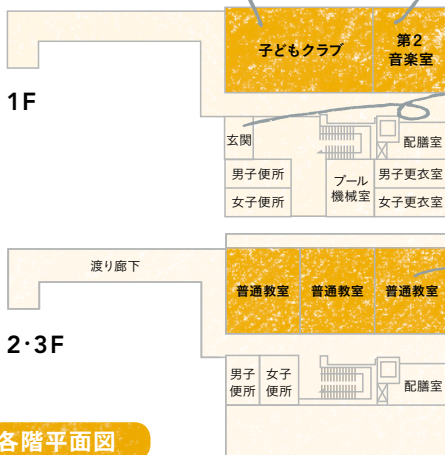 子どもクラブ
第2
音楽室
1F
玄関
配膳室
男子便所
プール
機械室
男子更衣室
女子便所
女子更衣室
渡り廊下
普通教室
普通教室
普通教室
2・3F
男子
便所
女子
便所
配膳室
各階平面図